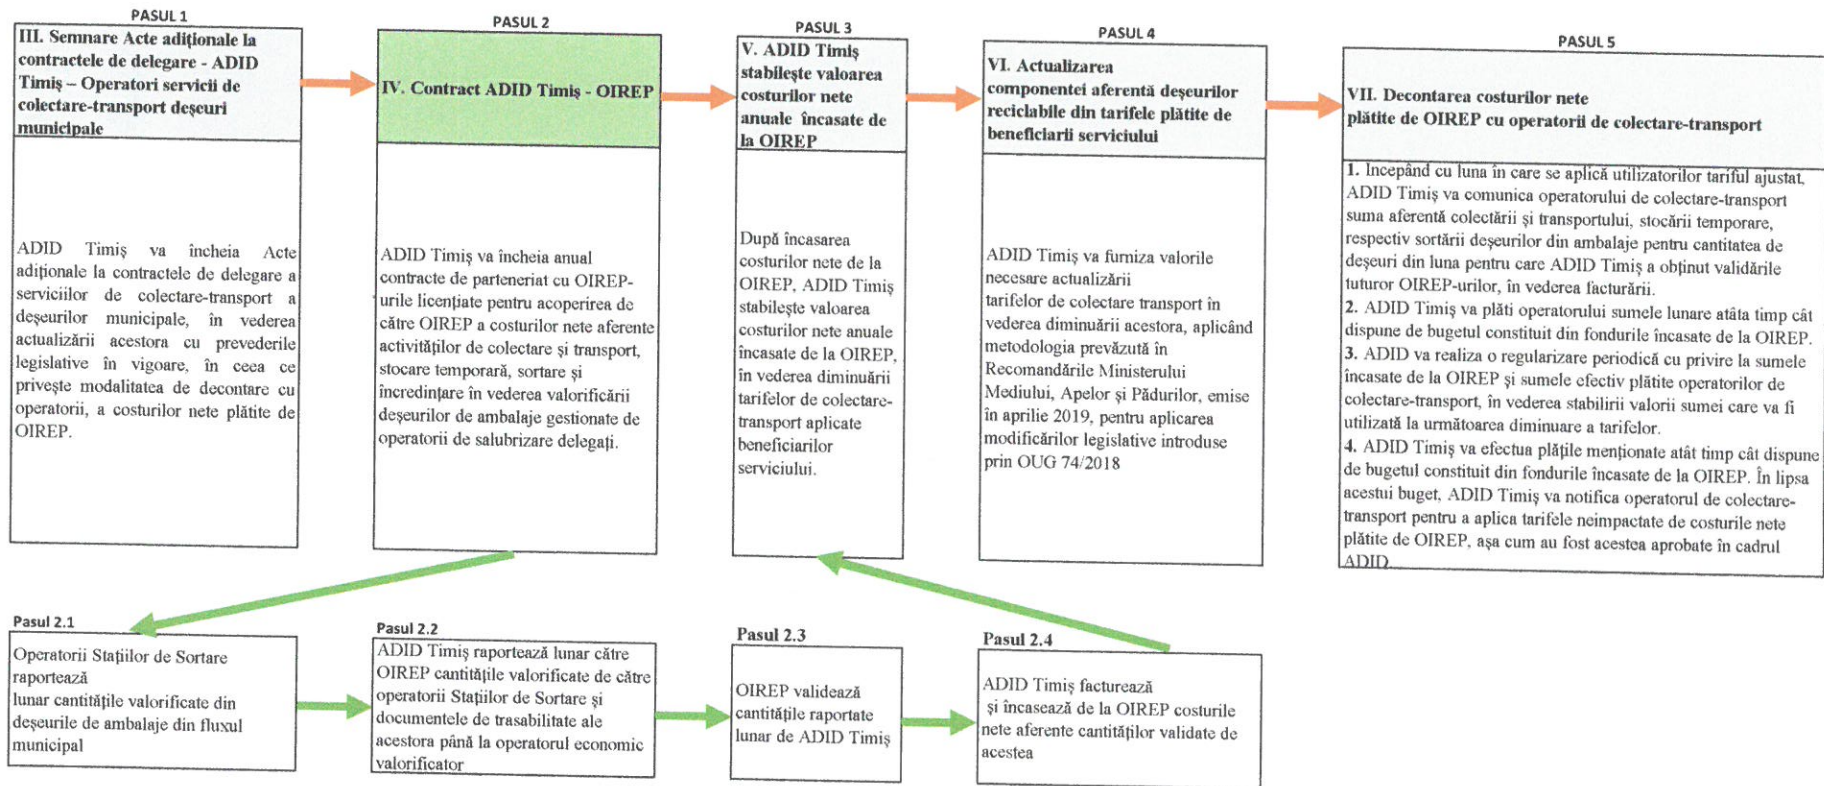 PASUL 1
III. Semnare Acte adiționale la
contractele de delegare - ADID
Timiș – Operatori servicii de
colectare-transport deșeuri
municipale
ADID Timiș va încheia Acte
adiționale la contractele de delegare a
serviciilor de colectare-transport a
deșeurilor municipale, în vederea
actualizării acestora cu prevederile
legislative în vigoare, în ceea ce
privește modalitatea de decontare cu
operatorii, a costurilor nete plătite de
OIREP.
PASUL 2
IV. Contract ADID Timiș - OIREP
ADID Timiș va încheia anual
contracte de parteneriat cu OIREP-
urile licențiate pentru acoperirea de
către OIREP a costurilor nete aferente
activităților de colectare și transport,
stocare temporară, sortare și
încredințare în vederea valorificării
deșeurilor de ambalaje gestionate de
operatorii de salubrizare delegați.
PASUL 3
V. ADID Timiș
stabilește valoarea
costurilor nete
anuale încasate de
la OIREP
După încasarea
costurilor nete de la
OIREP, ADID Timiș
stabilește valoarea
costurilor nete anuale
încasate de la OIREP,
în vederea diminuării
tarifelor de colectare-
transport aplicate
beneficiarilor
serviciului.
PASUL 4
VI. Actualizarea
componentei aferentă deșeurilor
reciclabile din tarifele plătite de
beneficiarii serviciului
ADID Timiș va furniza valorile
necesare actualizării
tarifelor de colectare transport în
vederea diminuării acestora, aplicând
metodologia prevăzută în
Recomandările Ministerului
Mediului, Apelor și Pădurilor, emise
în aprilie 2019, pentru aplicarea
modificărilor legislative introduse
prin OUG 74/2018
PASUL 5
VII. Decontarea costurilor nete
plătite de OIREP cu operatorii de colectare-transport
1. Incepând cu luna în care se aplică utilizatorilor tariful ajustat,
ADID Timiș va comunica operatorului de colectare-transport
suma aferentă colectării și transportului, stocării temporare,
respectiv sortării deșeurilor din ambalaje pentru cantitatea de
deșeuri din luna pentru care ADID Timiș a obținut validările
tuturor OIREP-urilor, în vederea facturării.
2. ADID Timiș va plăti operatorului sumele lunare atâta timp cât
dispune de bugetul constituit din fondurile încasate de la OIREP.
3. ADID va realiza o regularizare periodică cu privire la sumele
încasate de la OIREP și sumele efectiv plătite operatorilor de
colectare-transport, în vederea stabilirii valorii sumei care va fi
utilizată la următoarea diminuare a tarifelor.
4. ADID Timiș va efectua plățile menționate atât timp cât dispune
de bugetul constituit din fondurile încasate de la OIREP. În lipsa
acestui buget, ADID Timiș va notifica operatorul de colectare-
transport pentru a aplica tarifele neimpactate de costurile nete
plătite de OIREP, așa cum au fost acestea aprobate în cadrul
ADID
Pasul 2.1
Operatorii Stațiilor de Sortare
raportează
lunar cantitățile valorificate din
deșeurile de ambalaje din fluxul
municipal
Pasul 2.2
ADID Timiș raportează lunar către
OIREP cantitățile valorificate de către
operatorii Stațiilor de Sortare și
documentele de trasabilitate ale
acestora până la operatorul economic
valorificator
Pasul 2.3
OIREP validează
cantitățile raportate
lunar de ADID Timiș
Pasul 2.4
ADID Timiș facturează
și încasează de la OIREP costurile
nete aferente cantităților validate de
acestea